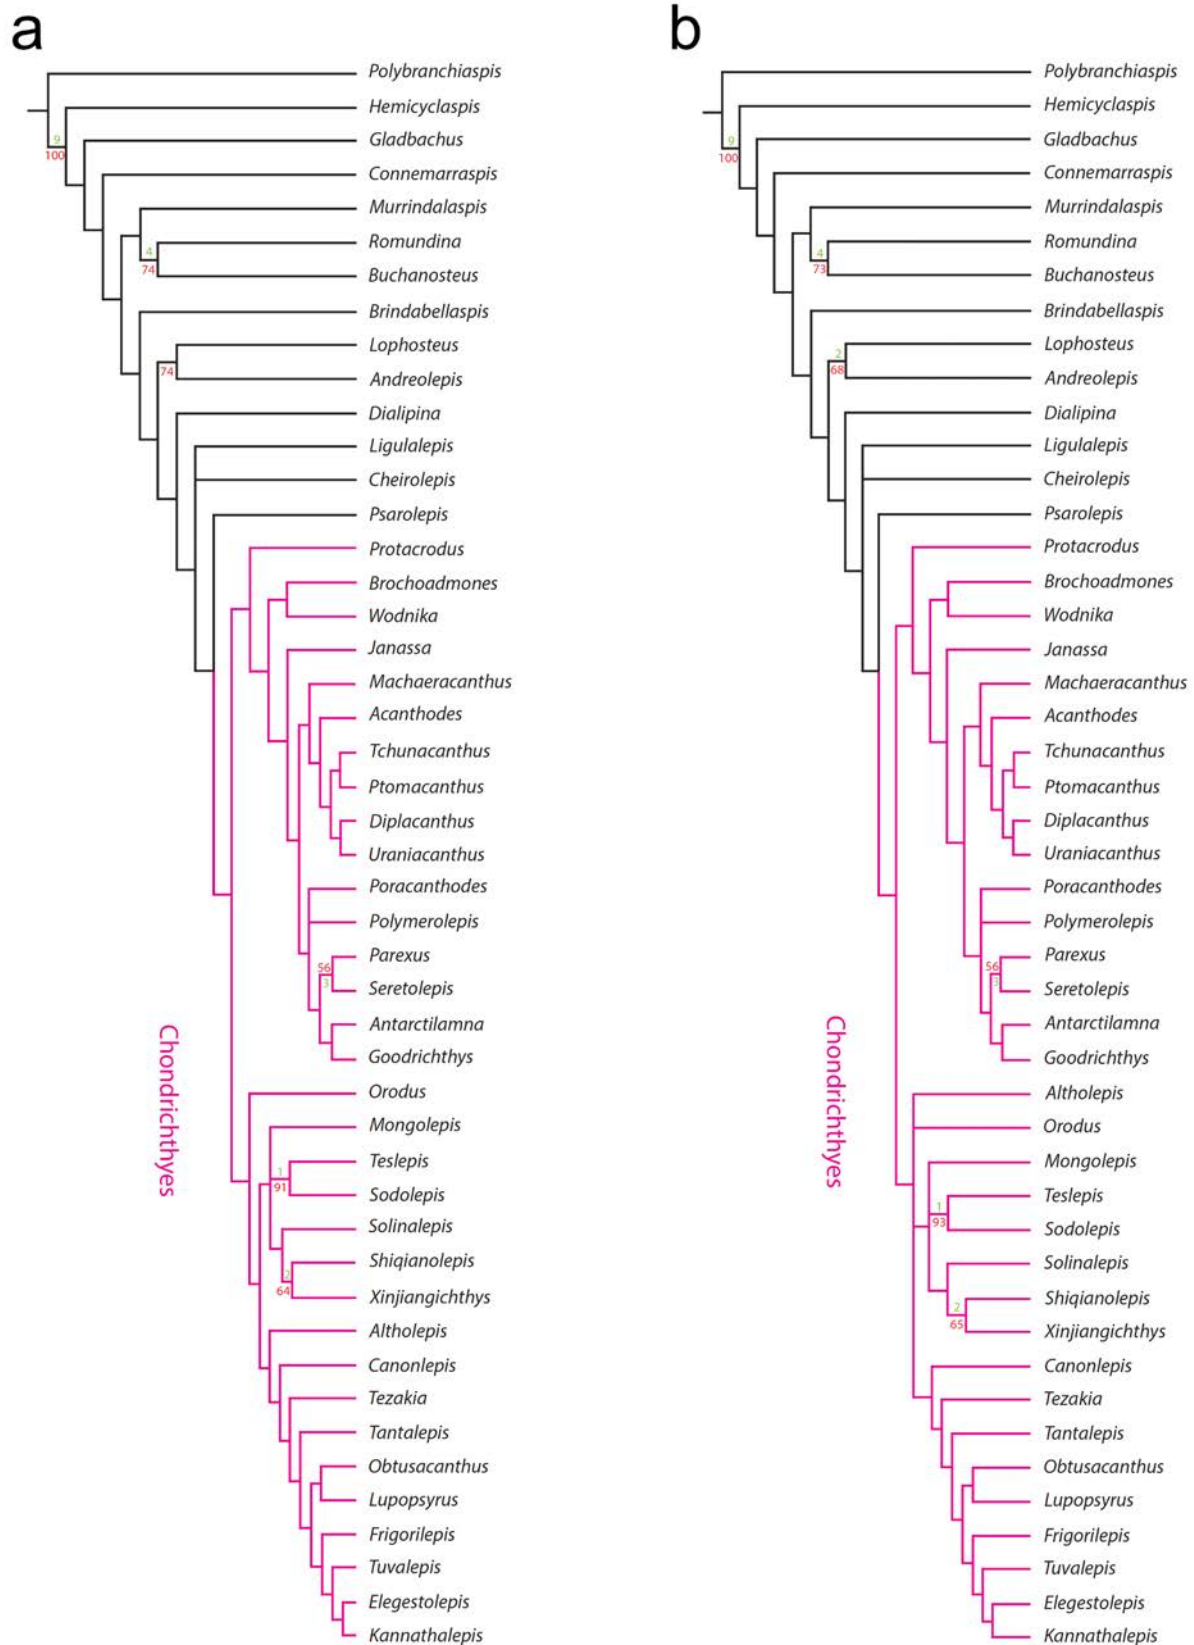 a
Polybranchiaspis
Hemicyclaspis
9
100
Gladbachus
Connemarraspis
Murrindalaspis
Romundina
4
74
Buchanosteus
Brindabellaspis
Lophosteus
74
Andreolepis
Dialipina
Ligulalepis
Cheirolepis
Psarolepis
Protacrodus
Brochoadmones
Wodnika
Janassa
Machaeracanthus
Acanthodes
Tchunacanthus
Ptomacanthus
Diplacanthus
Uraniacanthus
Poracanthodes
Polymerolepis
Parexus
56
3
Seretolepis
Antarctilamna
Goodrichthys
Chondrichthyes
Orodus
Mongolepis
Teslepis
1
91
Sodolepis
Solinalepis
Shiqianolepis
2
64
Xinjiangichthys
Altholepis
Canonlepis
Tezakia
Tantalepis
Obtusacanthus
Lupopsyrus
Frigorilepis
Tuvalepis
Elegestolepis
Kannathalepis
b
Polybranchiaspis
Hemicyclaspis
9
100
Gladbachus
Connemarraspis
Murrindalaspis
Romundina
4
73
Buchanosteus
Brindabellaspis
Lophosteus
2
68
Andreolepis
Dialipina
Ligulalepis
Cheirolepis
Psarolepis
Protacrodus
Brochoadmones
Wodnika
Janassa
Machaeracanthus
Acanthodes
Tchunacanthus
Ptomacanthus
Diplacanthus
Uraniacanthus
Poracanthodes
Polymerolepis
Parexus
56
3
Seretolepis
Antarctilamna
Goodrichthys
Chondrichthyes
Altholepis
Orodus
Mongolepis
Teslepis
1
93
Sodolepis
Solinalepis
Shiqianolepis
2
65
Xinjiangichthys
Canonlepis
Tezakia
Tantalepis
Obtusacanthus
Lupopsyrus
Frigorilepis
Tuvalepis
Elegestolepis
Kannathalepis